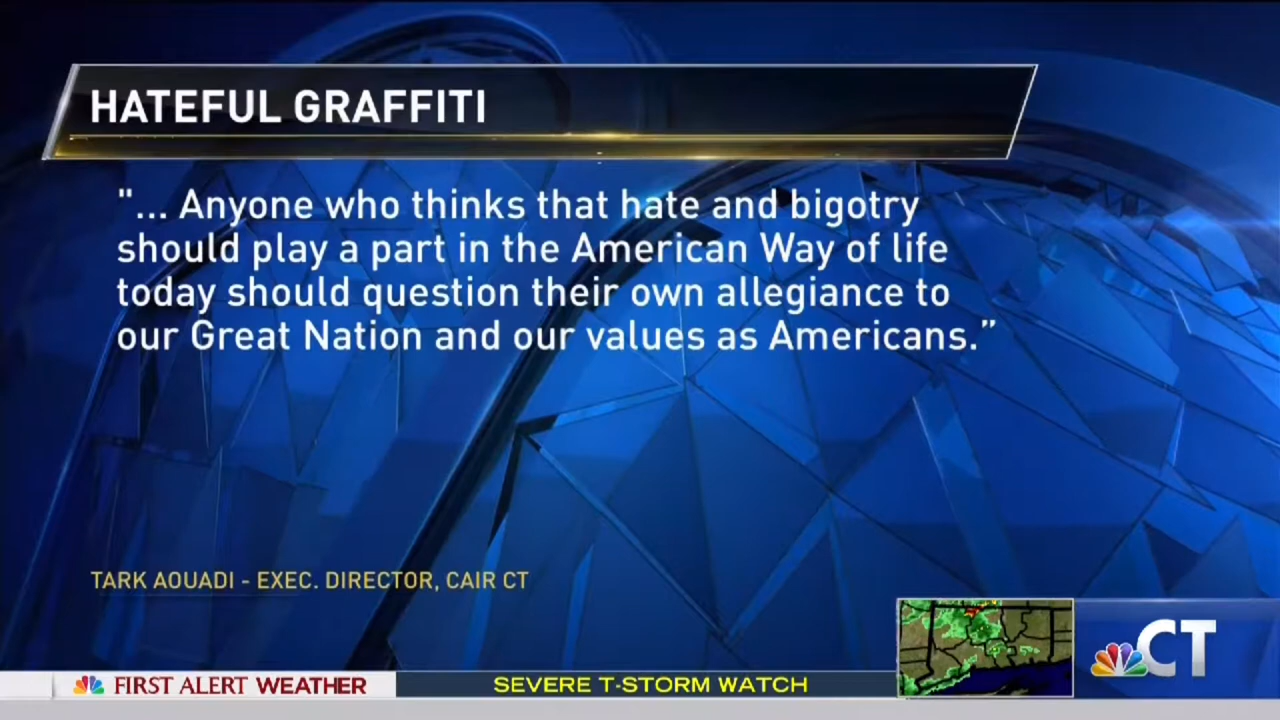 HATEFUL GRAFFITI
"... Anyone who thinks that hate and bigotry
should play a part in the American Way of life
today should question their own allegiance to
our Great Nation and our values as Americans.”
TARK AOUADI - EXEC. DIRECTOR, CAIR CT
CT
FIRST ALERT WEATHER
SEVERE T-STORM WATCH